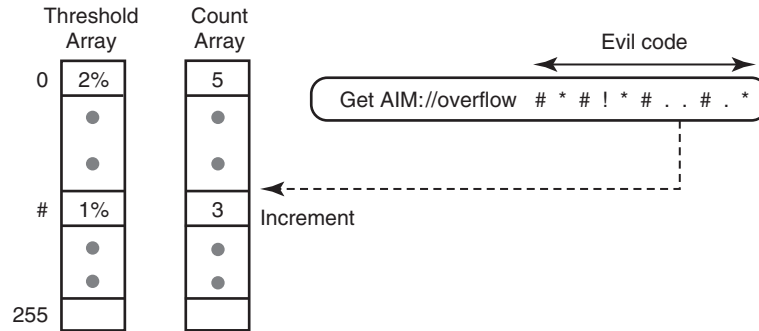 Threshold Array
Count Array
Evil code
0 2% 5
Get AIM://overflow # * # ! * # . . # . *
# 1% 3
Increment
255